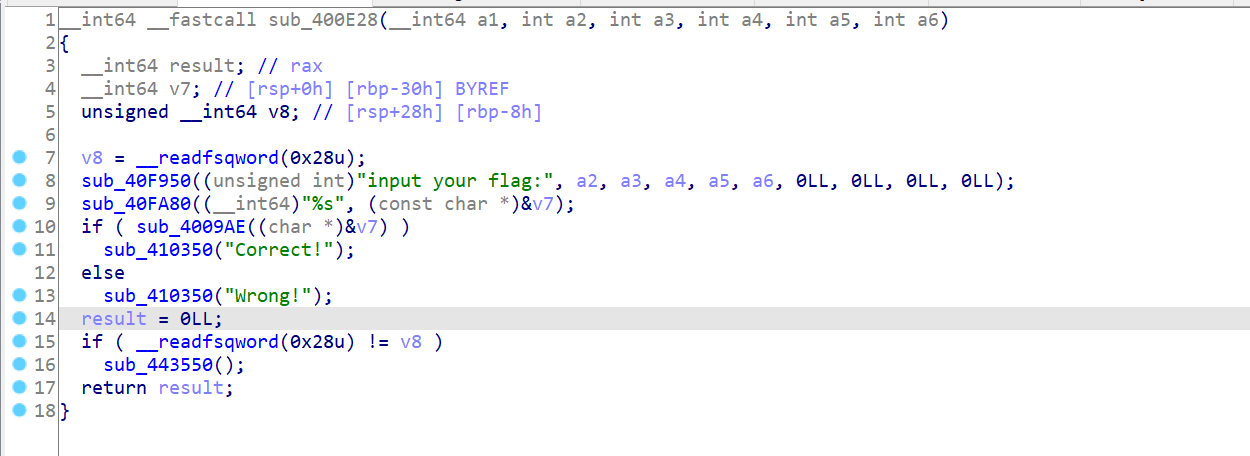 1 __int64 __fastcall sub_400E28(__int64 a1, int a2, int a3, int a4, int a5, int a6)
2 {
3 __int64 result; // rax
4 __int64 v7; // [rsp+0h] [rbp-30h] BYREF
5 unsigned __int64 v8; // [rsp+28h] [rbp-8h]
6
7 v8 = __readfsqword(0x28u);
8 sub_40F950((unsigned int)"input your flag:", a2, a3, a4, a5, a6, 0LL, 0LL, 0LL, 0LL);
9 sub_40FA80((__int64)"%s", (const char *)&v7);
10 if ( sub_4009AE((char *)&v7) )
11 sub_410350("Correct!");
12 else
13 sub_410350("Wrong!");
14 result = 0LL;
15 if ( __readfsqword(0x28u) != v8 )
16 sub_443550();
17 return result;
18 }